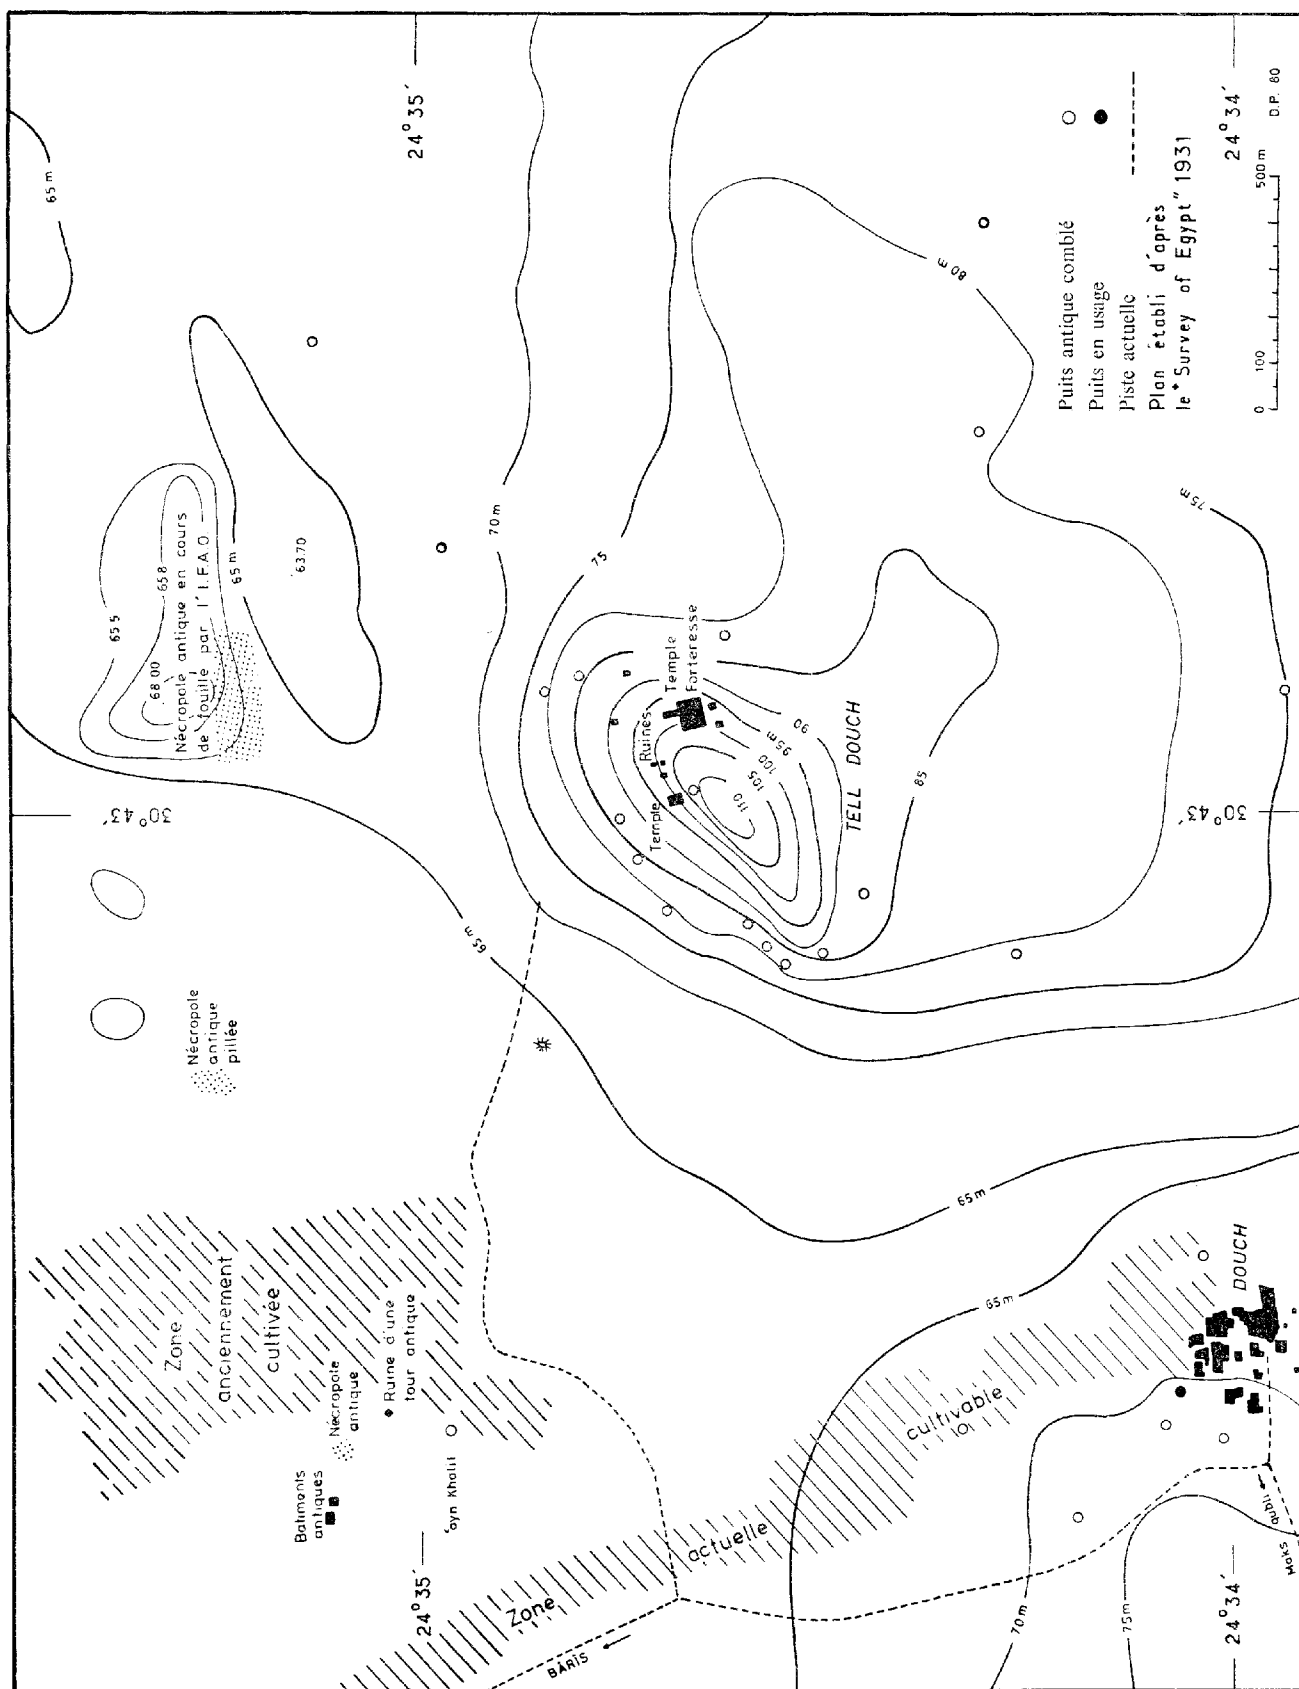 65 m
24° 35′
30° 43′
65.5
65.8
68.00
Nécropole antique en cours
de fouille par l'I.F.A.O
65 m
63.70
70 m
75
Nécropole
antique
pillée
65 m
Zone
anciennement
cultivée
Nécropole
antique
Ruine d'une
tour antique
Batiments
antiques
'ayn Khalil
24° 35′
Temple
Ruines
Temple
Forteresse
90
95 m
100
105
110
TELL DOUCH
85
80 m
75 m
30° 43′
65 m
65 m
Zone
actuelle
cultivable
BĀRĪS
DOUCH
70 m
75 m
Maks qubli
24° 34′
Puits antique comblé
Puits en usage
Piste actuelle
Plan établi d'après
le "Survey of Egypt" 1931
0 100 500 m
24° 34′
D.P. 80